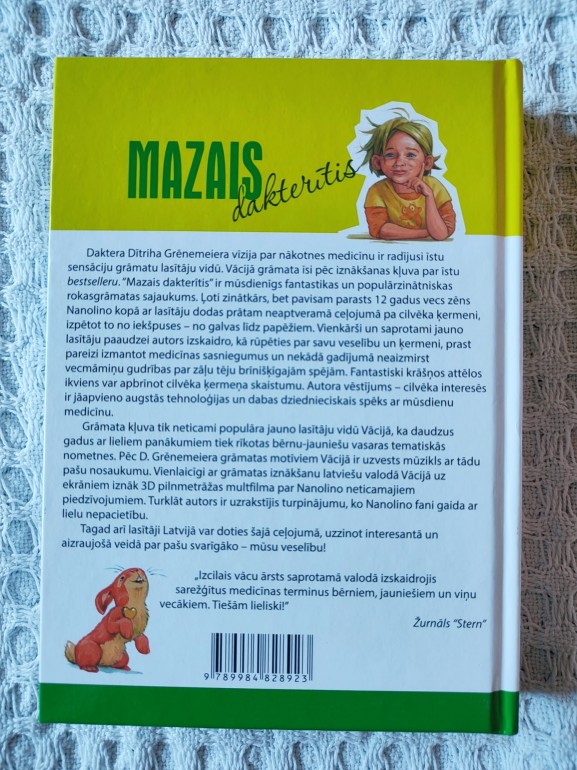 MAZAIS
dakterītis
Daktera Dītriha Grēnemeiera vīzija par nākotnes medicīnu ir radījusi īstu
sensāciju grāmatu lasītāju vidū. Vācijā grāmata īsi pēc iznākšanas kļuva par īstu
bestselleru. "Mazais dakterītis" ir mūsdienīgs fantastikas un populārzinātniskas
rokasgrāmatas sajaukums. Ļoti zinātkārs, bet pavisam parasts 12 gadus vecs zēns
Nanolino kopā ar lasītāju dodas prātam neaptveramā ceļojumā pa cilvēka ķermeni,
izpētot to no iekšpuses – no galvas līdz papēžiem. Vienkārši un saprotami jauno
lasītāju paaudzei autors izskaidro, kā rūpēties par savu veselību un ķermeni, prast
pareizi izmantot medicīnas sasniegumus un nekādā gadījumā neaizmirst
vecmāmiņu gudrības par zāļu tēju brīnišķīgajām spējām. Fantastiski krāšņos attēlos
ikviens var apbrīnot cilvēka ķermeņa skaistumu. Autora vēstījums – cilvēka interesēs
ir jāapvieno augstās tehnoloģijas un dabas dziednieciskais spēks ar mūsdienu
medicīnu.
Grāmata kļuva tik neticami populāra jauno lasītāju vidū Vācijā, ka daudzus
gadus ar lieliem panākumiem tiek rīkotas bērnu-jauniešu vasaras tematiskās
nometnes. Pēc D. Grēnemeiera grāmatas motīviem Vācijā ir uzvests mūzikls ar tādu
pašu nosaukumu. Vienlaicīgi ar grāmatas iznākšanu latviešu valodā Vācijā uz
ekrāniem iznāk 3D pilnmetrāžas multfilma par Nanolino neticamajiem
piedzīvojumiem. Turklāt autors ir uzrakstījis turpinājumu, ko Nanolino fani gaida ar
lielu nepacietību.
Tagad arī lasītāji Latvijā var doties šajā ceļojumā, uzzinot interesantā un
aizraujošā veidā par pašu svarīgāko – mūsu veselību!
„Izcilais vācu ārsts saprotamā valodā izskaidrojis
sarežģītus medicīnas terminus bērniem, jauniešiem un viņu
vecākiem. Tiešām lieliski!"
Žurnāls "Stern"
9 789984 828923